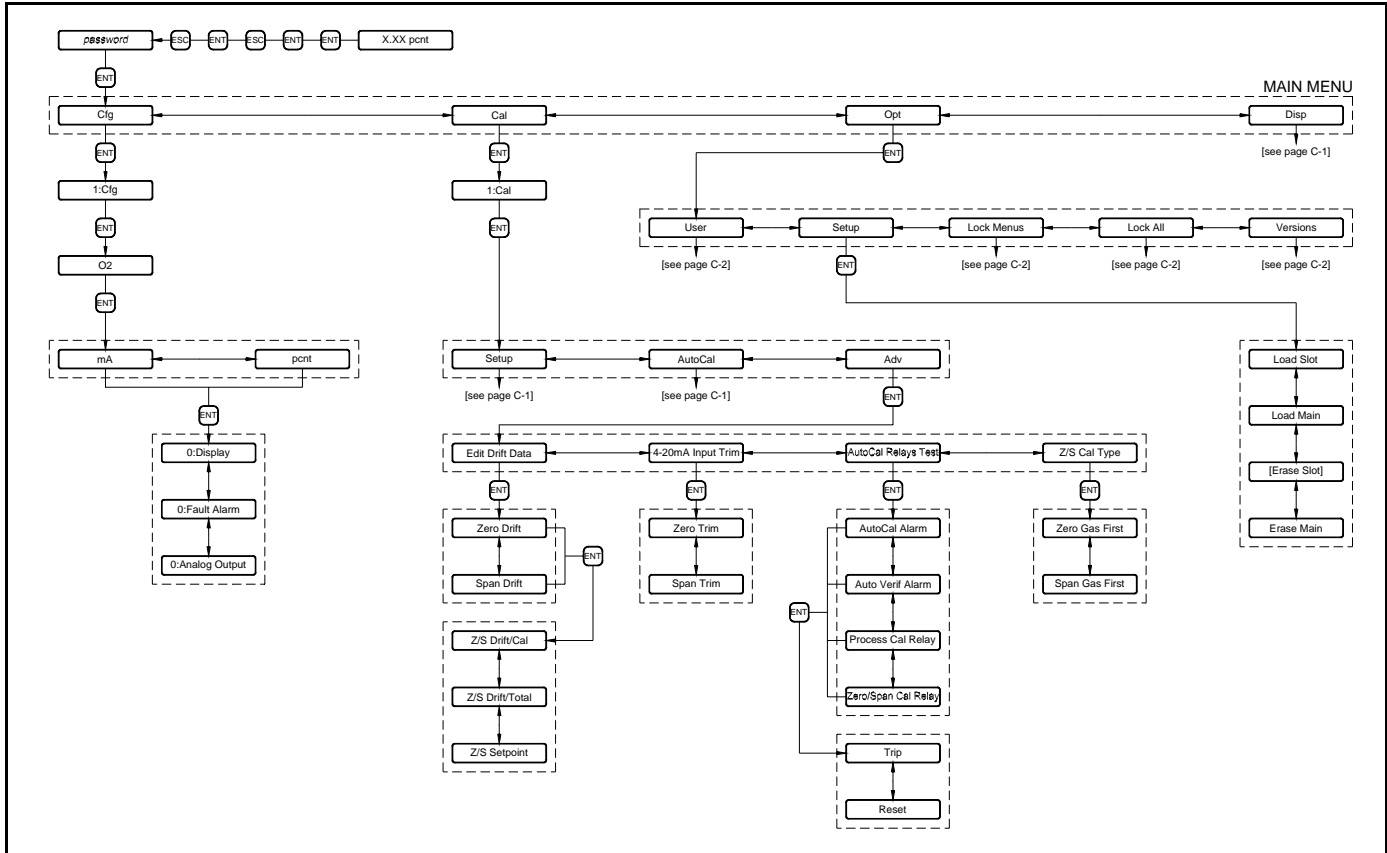 password ESC ENT ESC ENT ENT X.XX pcnt
ENT
MAIN MENU
Cfg Cal Opt Disp
ENT ENT ENT [see page C-1]
1:Cfg 1:Cal
ENT ENT User Setup Lock Menus Lock All Versions
[see page C-2] ENT [see page C-2] [see page C-2] [see page C-2]
O2
ENT
mA pcnt Setup AutoCal Adv Load Slot
[see page C-1] [see page C-1] ENT
ENT Load Main
0:Display Edit Drift Data 4-20mA Input Trim AutoCal Relays Test Z/S Cal Type
[Erase Slot]
ENT ENT ENT ENT
0:Fault Alarm
Zero Drift Zero Trim AutoCal Alarm Zero Gas First Erase Main
ENT
0:Analog Output
Span Drift Span Trim Auto Verif Alarm Span Gas First
ENT
Z/S Drift/Cal Process Cal Relay
Z/S Drift/Total Zero/Span Cal Relay
Z/S Setpoint Trip
Reset